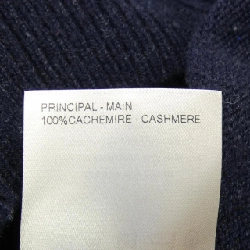 PRINCIPAL - MAIN
100%CACHEMIRE CASHMERE